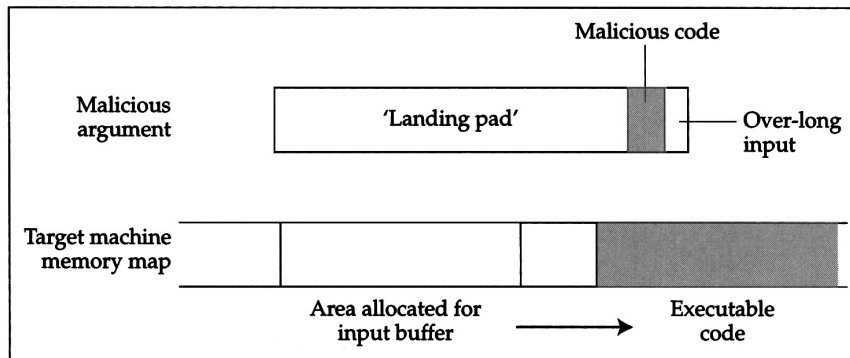 Malicious code
Malicious
argument
'Landing pad'
Over-long
input
Target machine
memory map
Area allocated for
input buffer
Executable
code